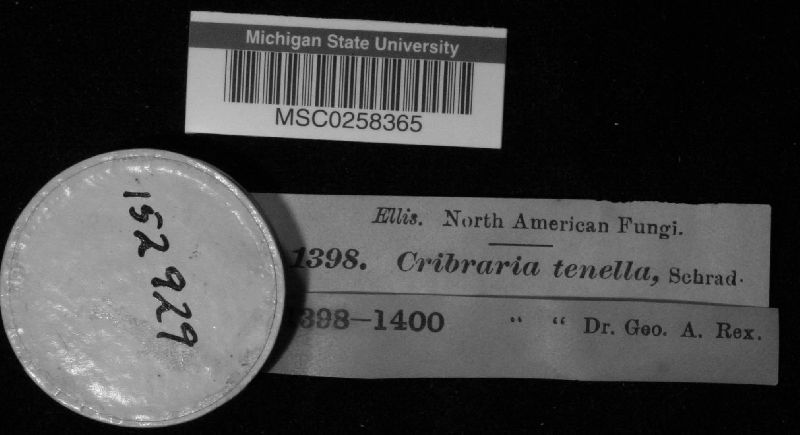 Michigan State University
MSC0258365
152929
Ellis. North American Fungi.
1398. Cribraria tenella, Schrad.
398—1400 “ “ Dr. Geo. A. Rex.